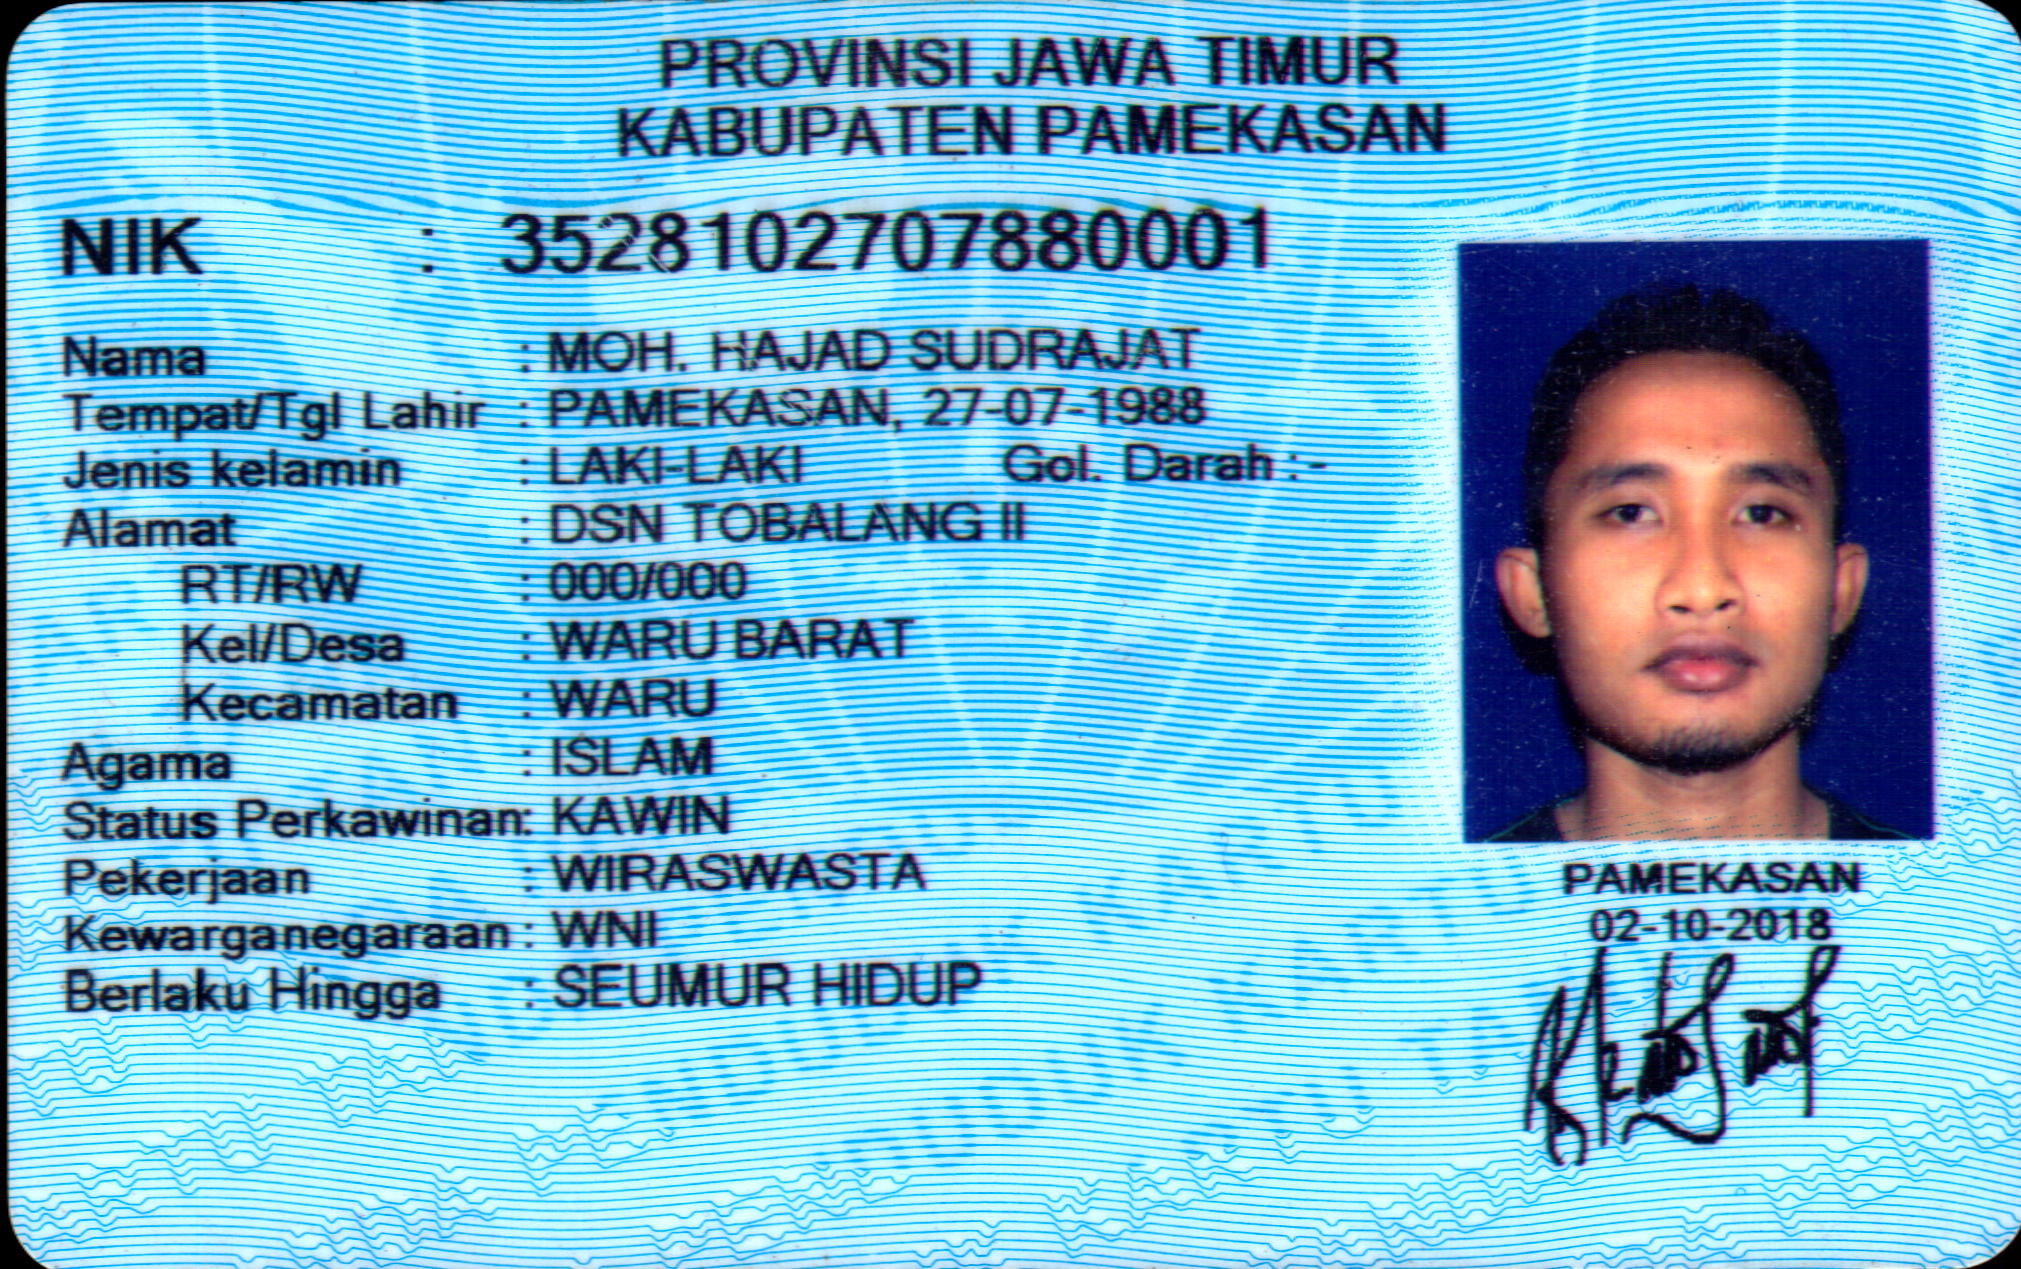 PROVINSI JAWA TIMUR
KABUPATEN PAMEKASAN
NIK : 3528102707880001
Nama : MOH. HAJAD SUDRAJAT
Tempat/Tgl Lahir : PAMEKASAN, 27-07-1988
Jenis kelamin : LAKI-LAKI Gol. Darah : -
Alamat : DSN TOBALANG II
RT/RW : 000/000
Kel/Desa : WARU BARAT
Kecamatan : WARU
Agama : ISLAM
Status Perkawinan: KAWIN
Pekerjaan : WIRASWASTA
Kewarganegaraan : WNI
Berlaku Hingga : SEUMUR HIDUP
PAMEKASAN
02-10-2018